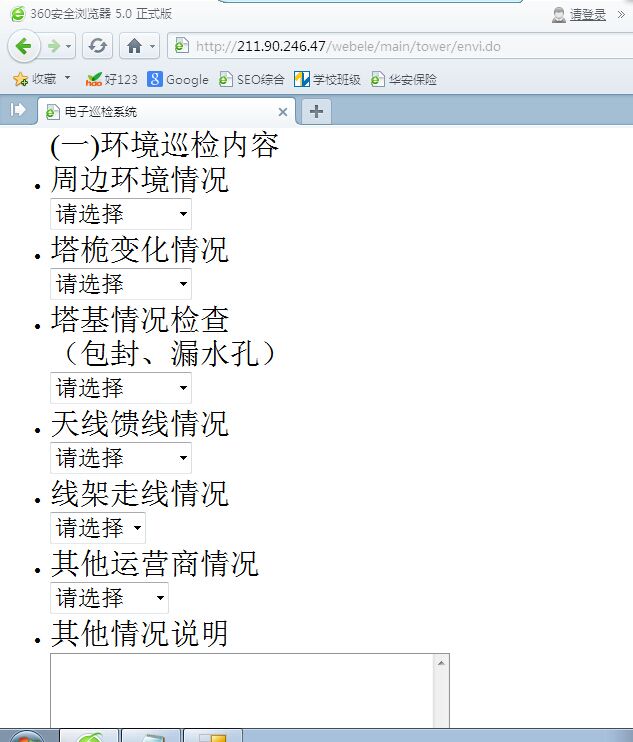 360安全浏览器 5.0 正式版
请登录 »
http://211.90.246.47/webele/main/tower/envi.do
收藏 好123 Google SEO综合 学校班级 华安保险
电子巡检系统
(一)环境巡检内容
周边环境情况
请选择
塔桅变化情况
请选择
塔基情况检查
（包封、漏水孔）
请选择
天线馈线情况
请选择
线架走线情况
请选择
其他运营商情况
请选择
其他情况说明